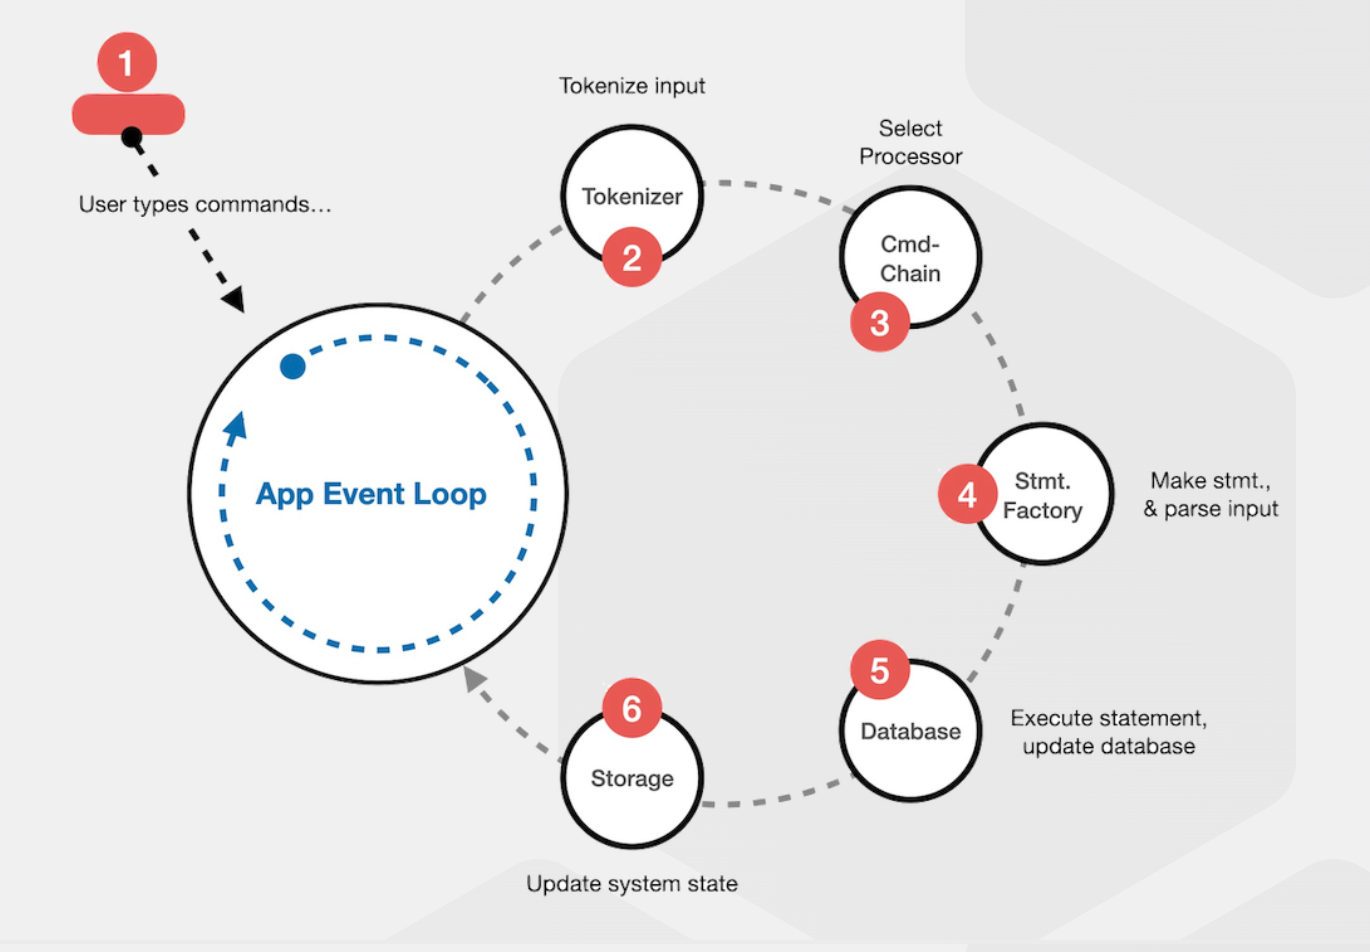 1
User types commands...
App Event Loop
Tokenize input
Tokenizer
2
Select
Processor
Cmd-
Chain
3
4
Stmt.
Factory
Make stmt.,
& parse input
5
Database
Execute statement,
update database
6
Storage
Update system state